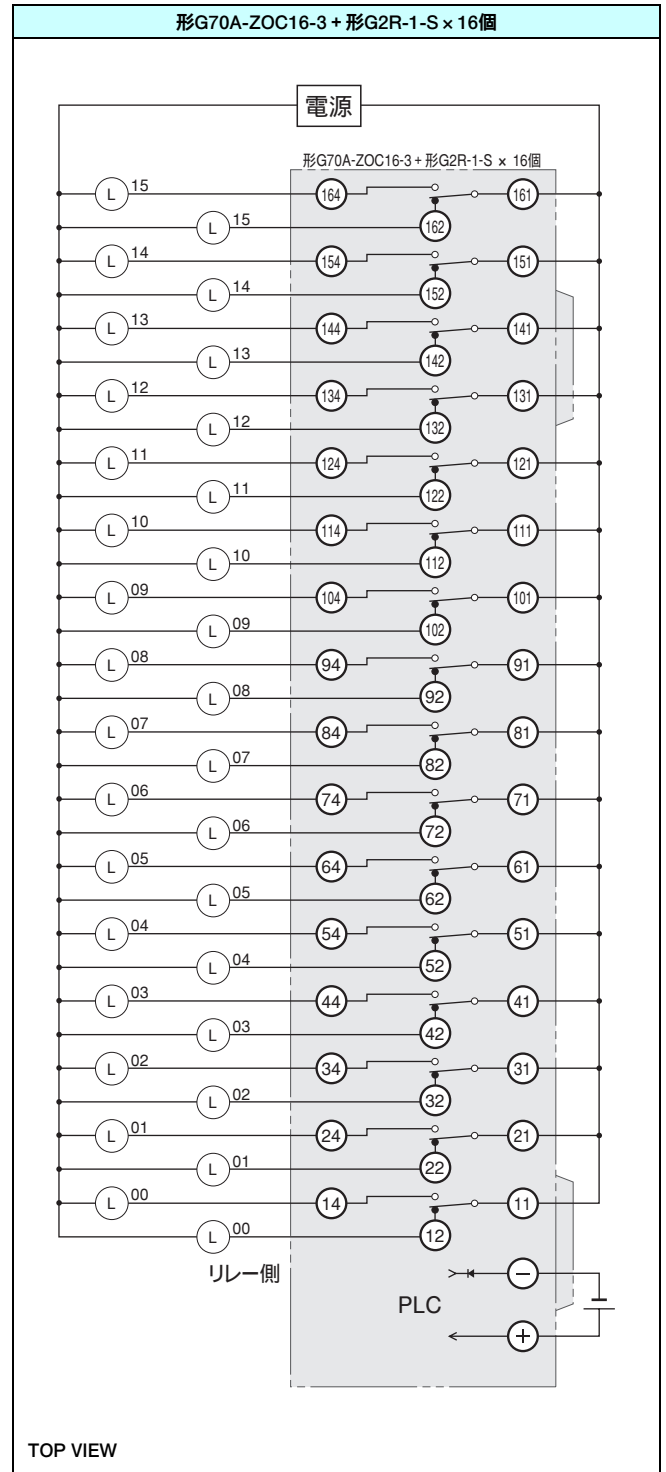 形G70A-ZOC16-3 + 形G2R-1-S × 16個
電源
形G70A-ZOC16-3 + 形G2R-1-S × 16個
L 15 164 161
L 15 162
L 14 154 151
L 14 152
L 13 144 141
L 13 142
L 12 134 131
L 12 132
L 11 124 121
L 11 122
L 10 114 111
L 10 112
L 09 104 101
L 09 102
L 08 94 91
L 08 92
L 07 84 81
L 07 82
L 06 74 71
L 06 72
L 05 64 61
L 05 62
L 04 54 51
L 04 52
L 03 44 41
L 03 42
L 02 34 31
L 02 32
L 01 24 21
L 01 22
L 00 14 11
L 00 12
リレー側
−
PLC
+
TOP VIEW